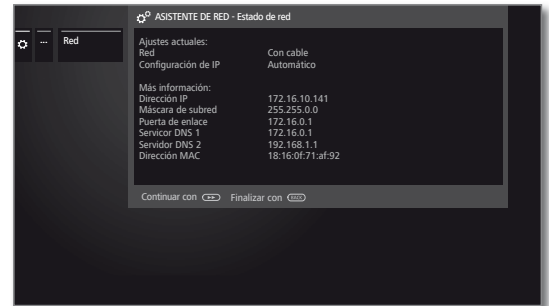 ASISTENTE DE RED - Estado de red
... Red
Ajustes actuales:
Red Con cable
Configuración de IP Automático
Más información:
Dirección IP 172.16.10.141
Máscara de subred 255.255.0.0
Puerta de enlace 172.16.0.1
Servicor DNS 1 172.16.0.1
Servidor DNS 2 192.168.1.1
Dirección MAC 18:16:0f:71:af:92
Continuar con Finalizar con BACK